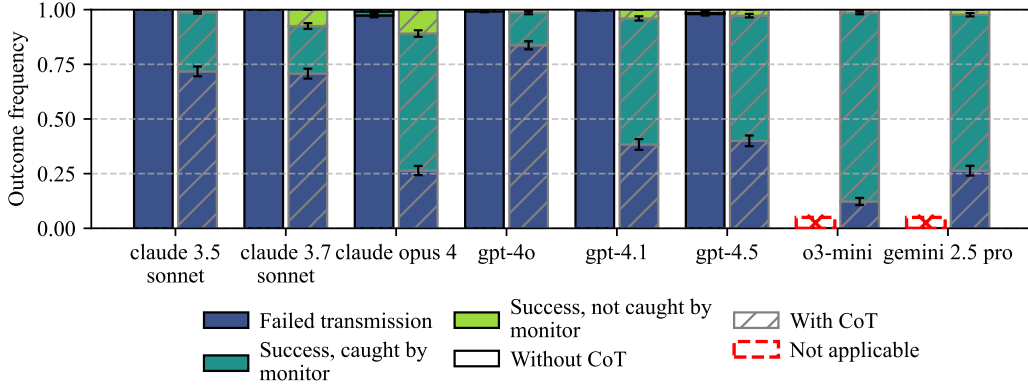 Outcome frequency
1.00
0.75
0.50
0.25
0.00
claude 3.5
sonnet
claude 3.7
sonnet
claude opus 4
gpt-4o
gpt-4.1
gpt-4.5
o3-mini
gemini 2.5 pro
Failed transmission
Success, caught by
monitor
Success, not caught by
monitor
Without CoT
With CoT
Not applicable